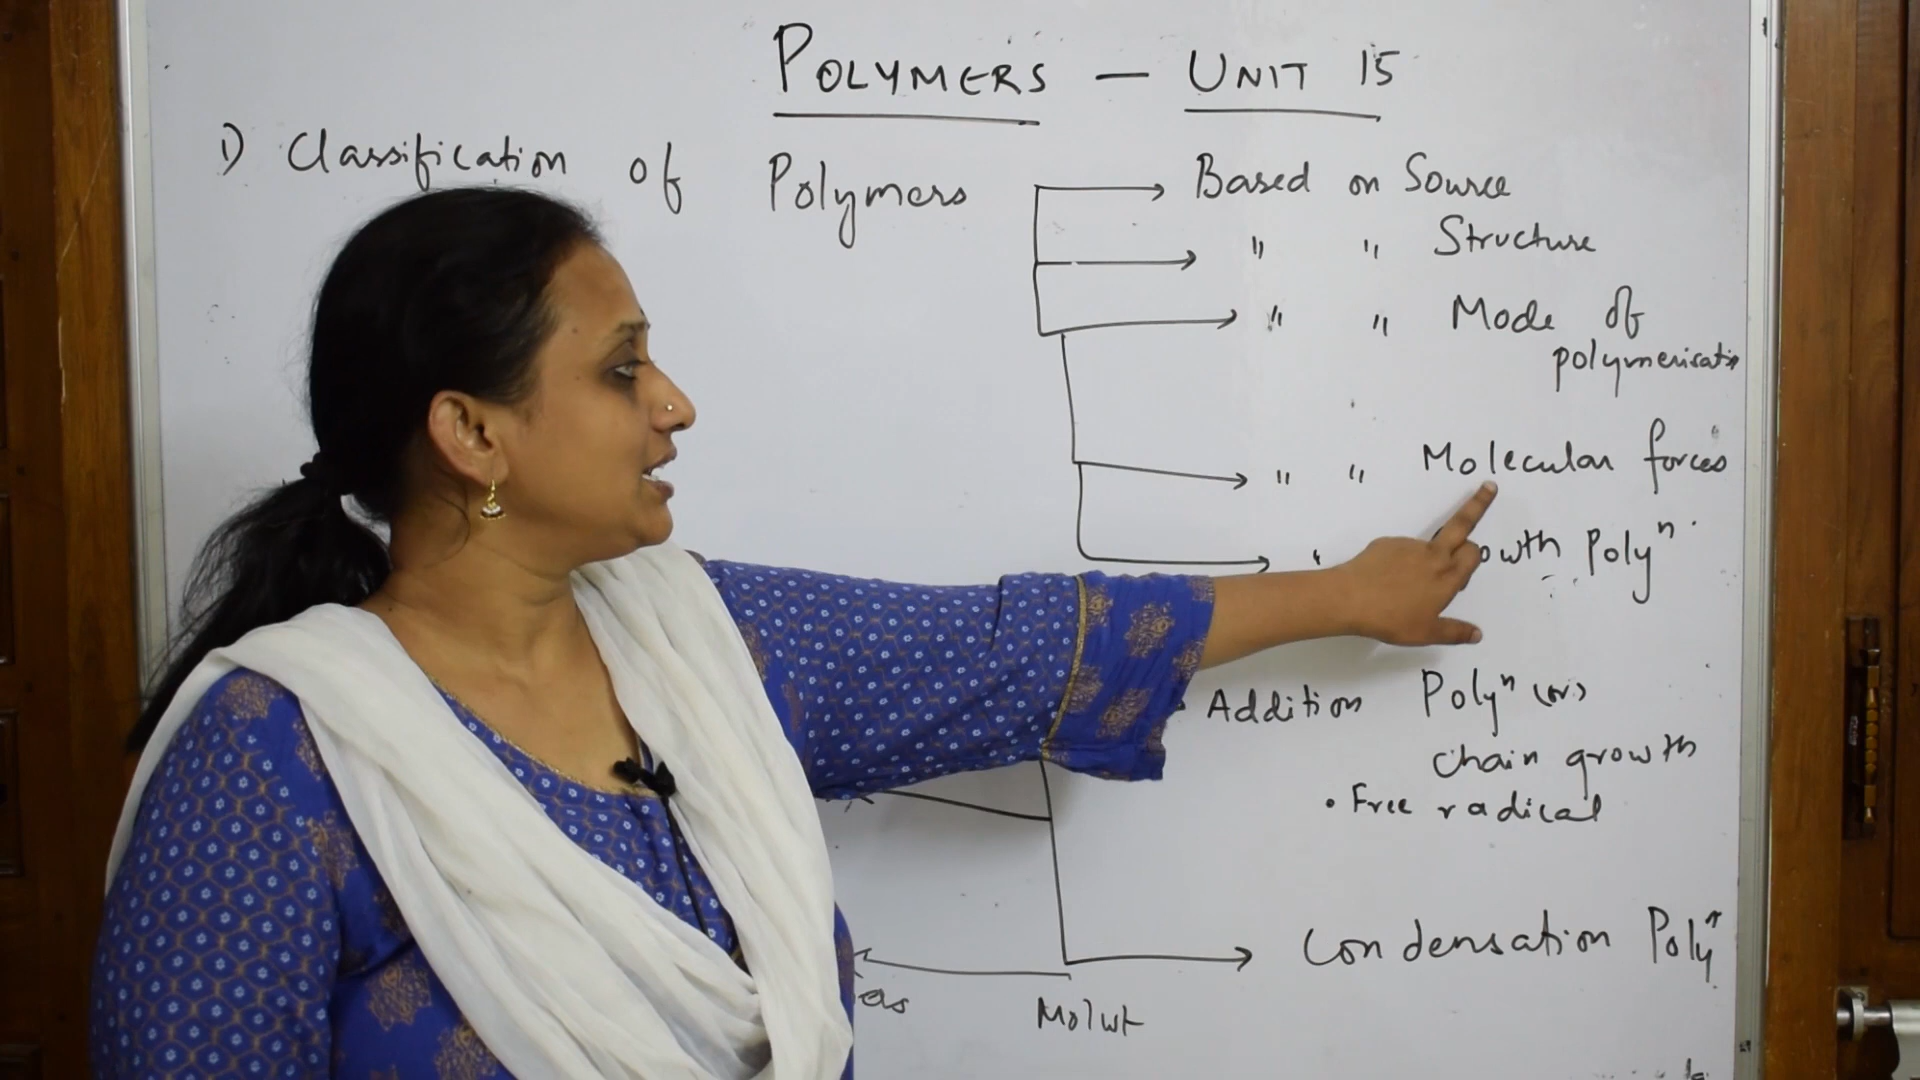 POLYMERS — UNIT 15
1) Classification of Polymers
Based on Source
" " Structure
" " Mode of
polymerisatn
" " Molecular forces
" owth Polyⁿ
Addition Polyⁿ (or)
chain growth
• Free radical
Condensation Polyⁿ
Molwt